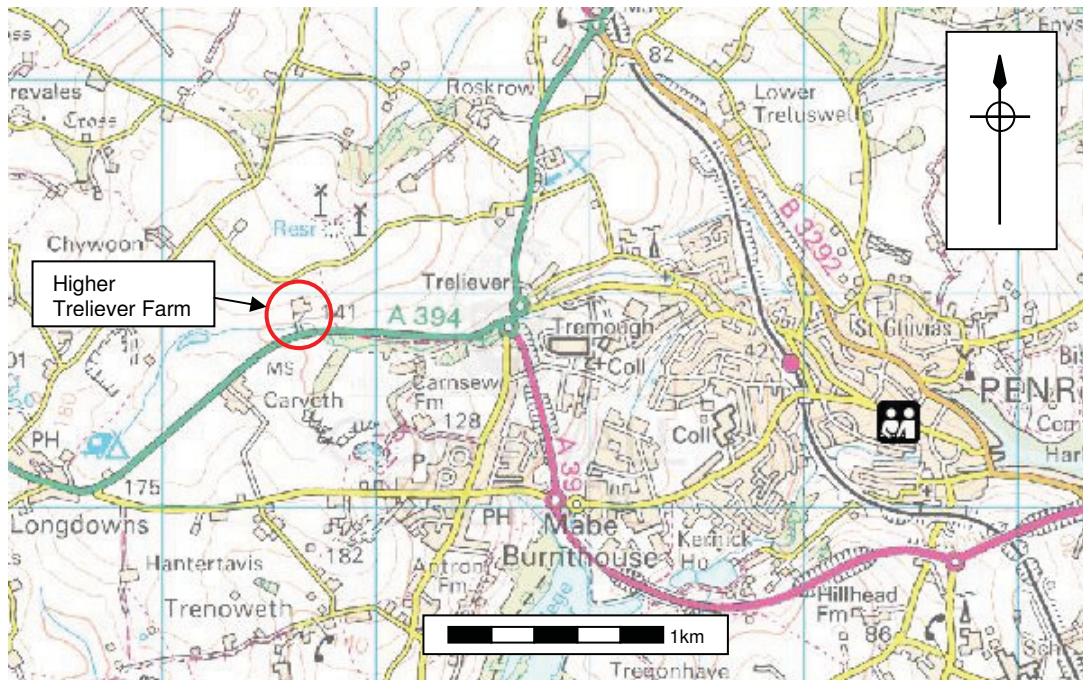 82
Roskrow
Lower
Treluswell
Cross
Resr
Chywoon
Higher
Treliever Farm
141
Treliever
A 394
B 3292
Tremough
Coll
St Gluvias
42
MS
Carnsew
Fm
Carveth
128
PH
Coll
A 39
P
175
Longdowns
PH
Mabe
Burnthouse
182
Hantertavis
Antron
Fm
Kernick
Ho
Trenoweth
Hillhead
Fm
86
1km